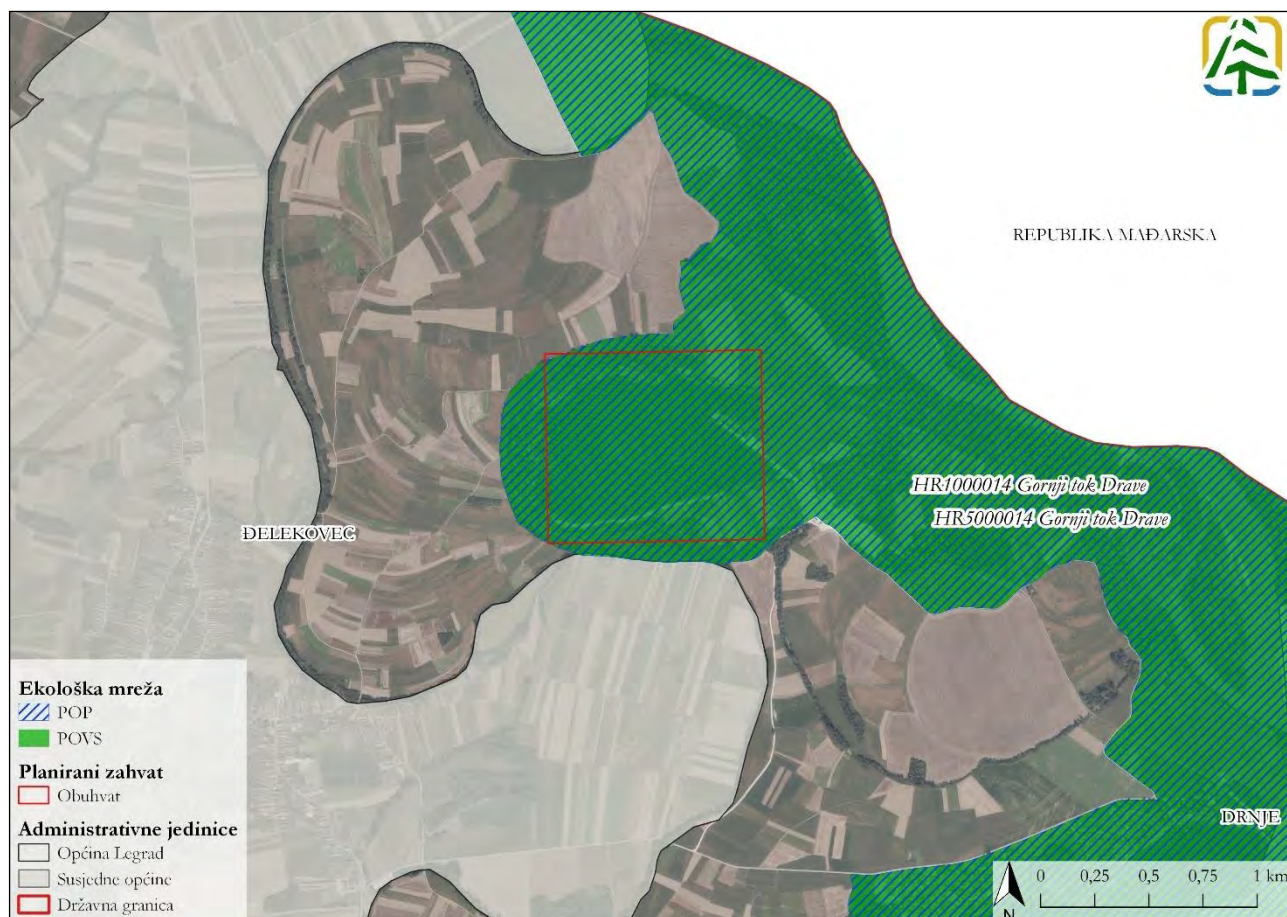 REPUBLIKA MAĐARSKA
HR1000014 Gornji tok Drave
HR5000014 Gornji tok Drave
ĐELEKOVEC
DRNJE
Ekološka mreža
POP
POVS
Planirani zahvat
Obuhvat
Administrativne jedinice
Općina Legrad
Susjedne općine
Državna granica
N
0 0,25 0,5 0,75 1 km